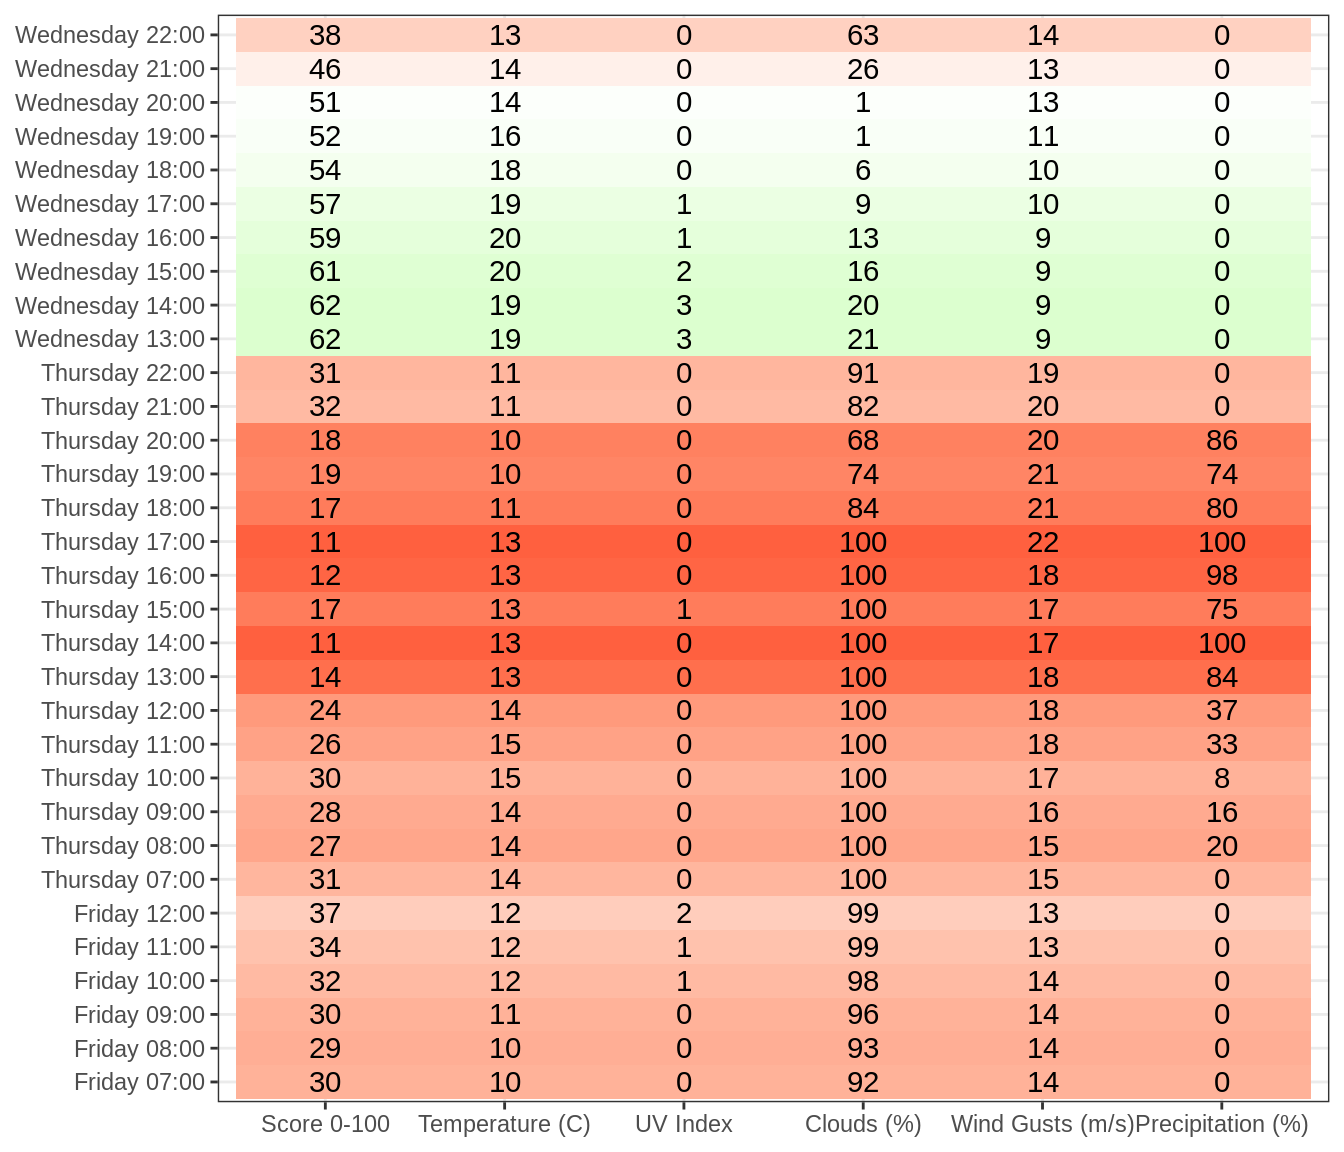 Wednesday 22:00 38 13 0 63 14 0
Wednesday 21:00 46 14 0 26 13 0
Wednesday 20:00 51 14 0 1 13 0
Wednesday 19:00 52 16 0 1 11 0
Wednesday 18:00 54 18 0 6 10 0
Wednesday 17:00 57 19 1 9 10 0
Wednesday 16:00 59 20 1 13 9 0
Wednesday 15:00 61 20 2 16 9 0
Wednesday 14:00 62 19 3 20 9 0
Wednesday 13:00 62 19 3 21 9 0
Thursday 22:00 31 11 0 91 19 0
Thursday 21:00 32 11 0 82 20 0
Thursday 20:00 18 10 0 68 20 86
Thursday 19:00 19 10 0 74 21 74
Thursday 18:00 17 11 0 84 21 80
Thursday 17:00 11 13 0 100 22 100
Thursday 16:00 12 13 0 100 18 98
Thursday 15:00 17 13 1 100 17 75
Thursday 14:00 11 13 0 100 17 100
Thursday 13:00 14 13 0 100 18 84
Thursday 12:00 24 14 0 100 18 37
Thursday 11:00 26 15 0 100 18 33
Thursday 10:00 30 15 0 100 17 8
Thursday 09:00 28 14 0 100 16 16
Thursday 08:00 27 14 0 100 15 20
Thursday 07:00 31 14 0 100 15 0
Friday 12:00 37 12 2 99 13 0
Friday 11:00 34 12 1 99 13 0
Friday 10:00 32 12 1 98 14 0
Friday 09:00 30 11 0 96 14 0
Friday 08:00 29 10 0 93 14 0
Friday 07:00 30 10 0 92 14 0
Score 0-100 Temperature (C) UV Index Clouds (%) Wind Gusts (m/s) Precipitation (%)